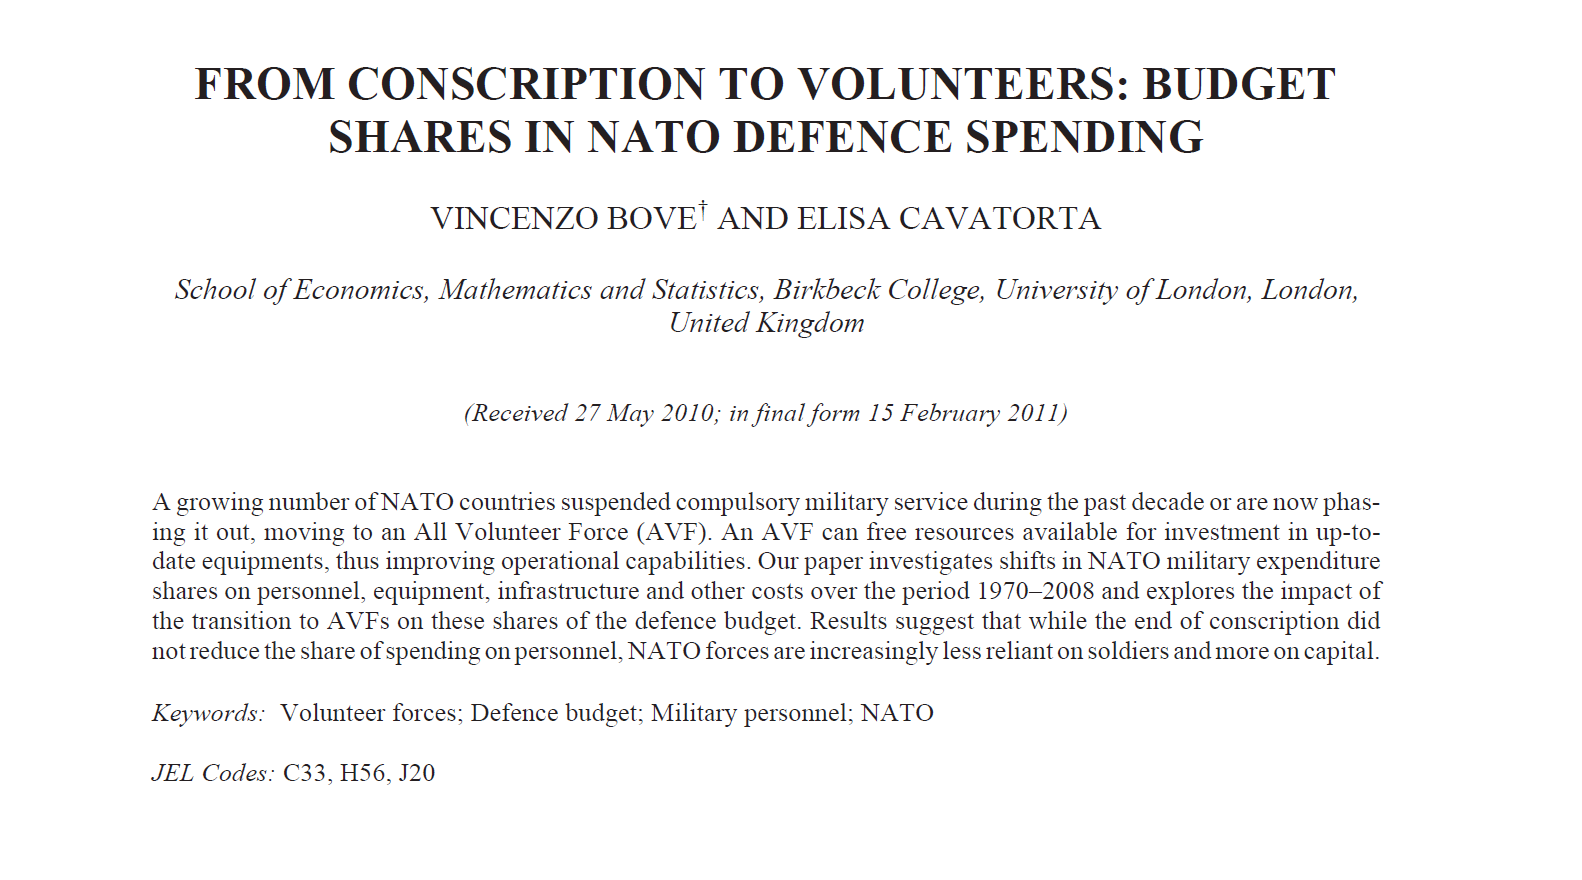 FROM CONSCRIPTION TO VOLUNTEERS: BUDGET
SHARES IN NATO DEFENCE SPENDING
VINCENZO BOVE† AND ELISA CAVATORTA
School of Economics, Mathematics and Statistics, Birkbeck College, University of London, London,
United Kingdom
(Received 27 May 2010; in final form 15 February 2011)
A growing number of NATO countries suspended compulsory military service during the past decade or are now phas-
ing it out, moving to an All Volunteer Force (AVF). An AVF can free resources available for investment in up-to-
date equipments, thus improving operational capabilities. Our paper investigates shifts in NATO military expenditure
shares on personnel, equipment, infrastructure and other costs over the period 1970–2008 and explores the impact of
the transition to AVFs on these shares of the defence budget. Results suggest that while the end of conscription did
not reduce the share of spending on personnel, NATO forces are increasingly less reliant on soldiers and more on capital.
Keywords: Volunteer forces; Defence budget; Military personnel; NATO
JEL Codes: C33, H56, J20